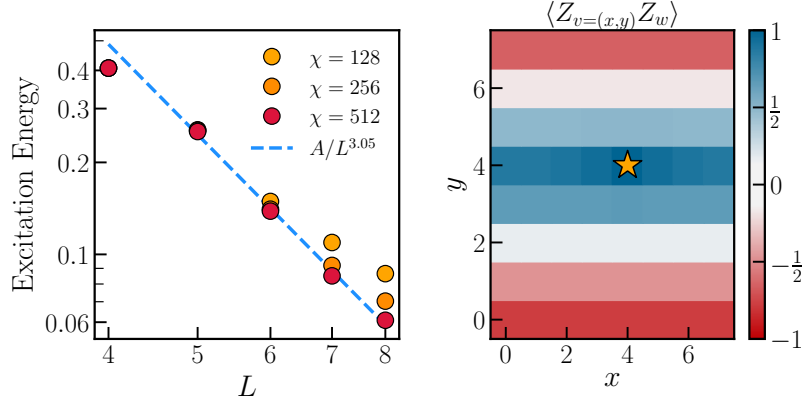 Excitation Energy
0.4
0.3
0.2
0.1
0.06
4
5
6
7
8
L
χ = 128
χ = 256
χ = 512
A/L^{3.05}
⟨Z_{v=(x,y)}Z_w⟩
y
6
4
2
0
0
2
4
6
x
1
1/2
0
−1/2
−1